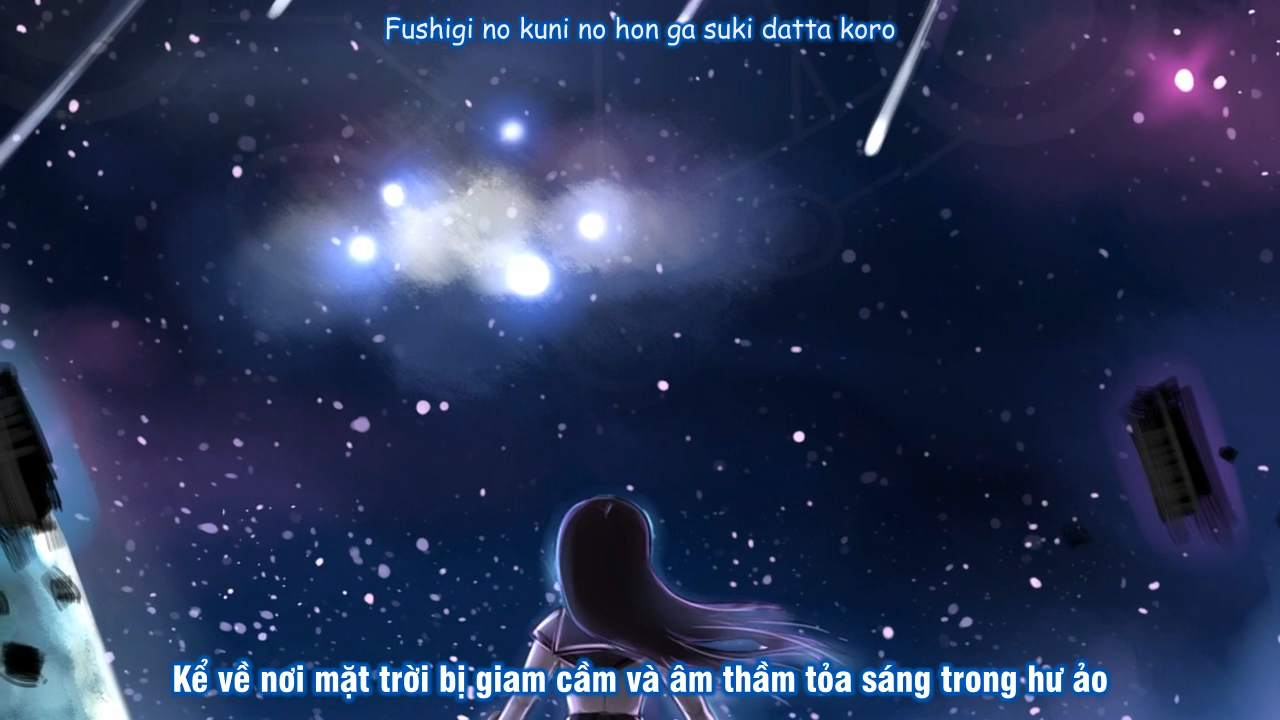 Fushigi no kuni no hon ga suki datta koro
Kể về nơi mặt trời bị giam cầm và âm thầm tỏa sáng trong hư ảo